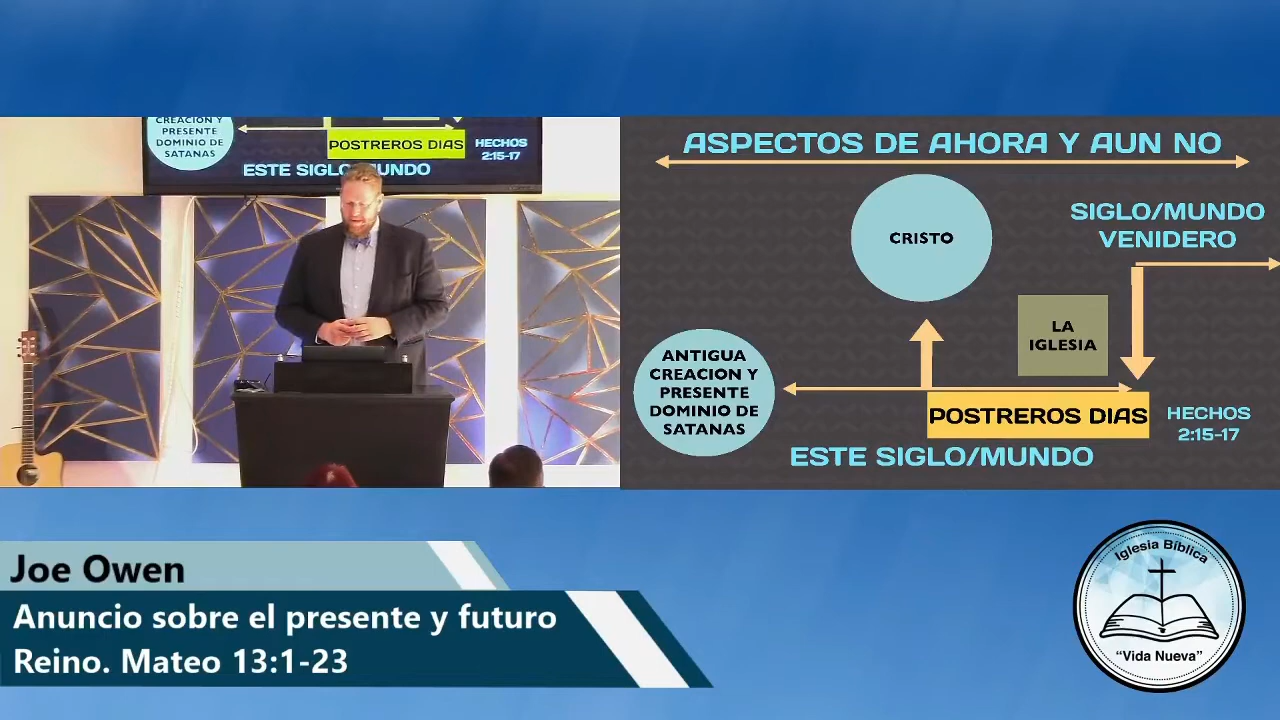 CREACION Y
PRESENTE
DOMINIO DE
SATANAS
POSTREROS DIAS
HECHOS
2:15-17
ESTE SIGLO/MUNDO
ASPECTOS DE AHORA Y AUN NO
CRISTO
SIGLO/MUNDO
VENIDERO
LA
IGLESIA
ANTIGUA
CREACION Y
PRESENTE
DOMINIO DE
SATANAS
POSTREROS DIAS
HECHOS
2:15-17
ESTE SIGLO/MUNDO
Joe Owen
Anuncio sobre el presente y futuro
Reino. Mateo 13:1-23
Iglesia Bíblica
“Vida Nueva”